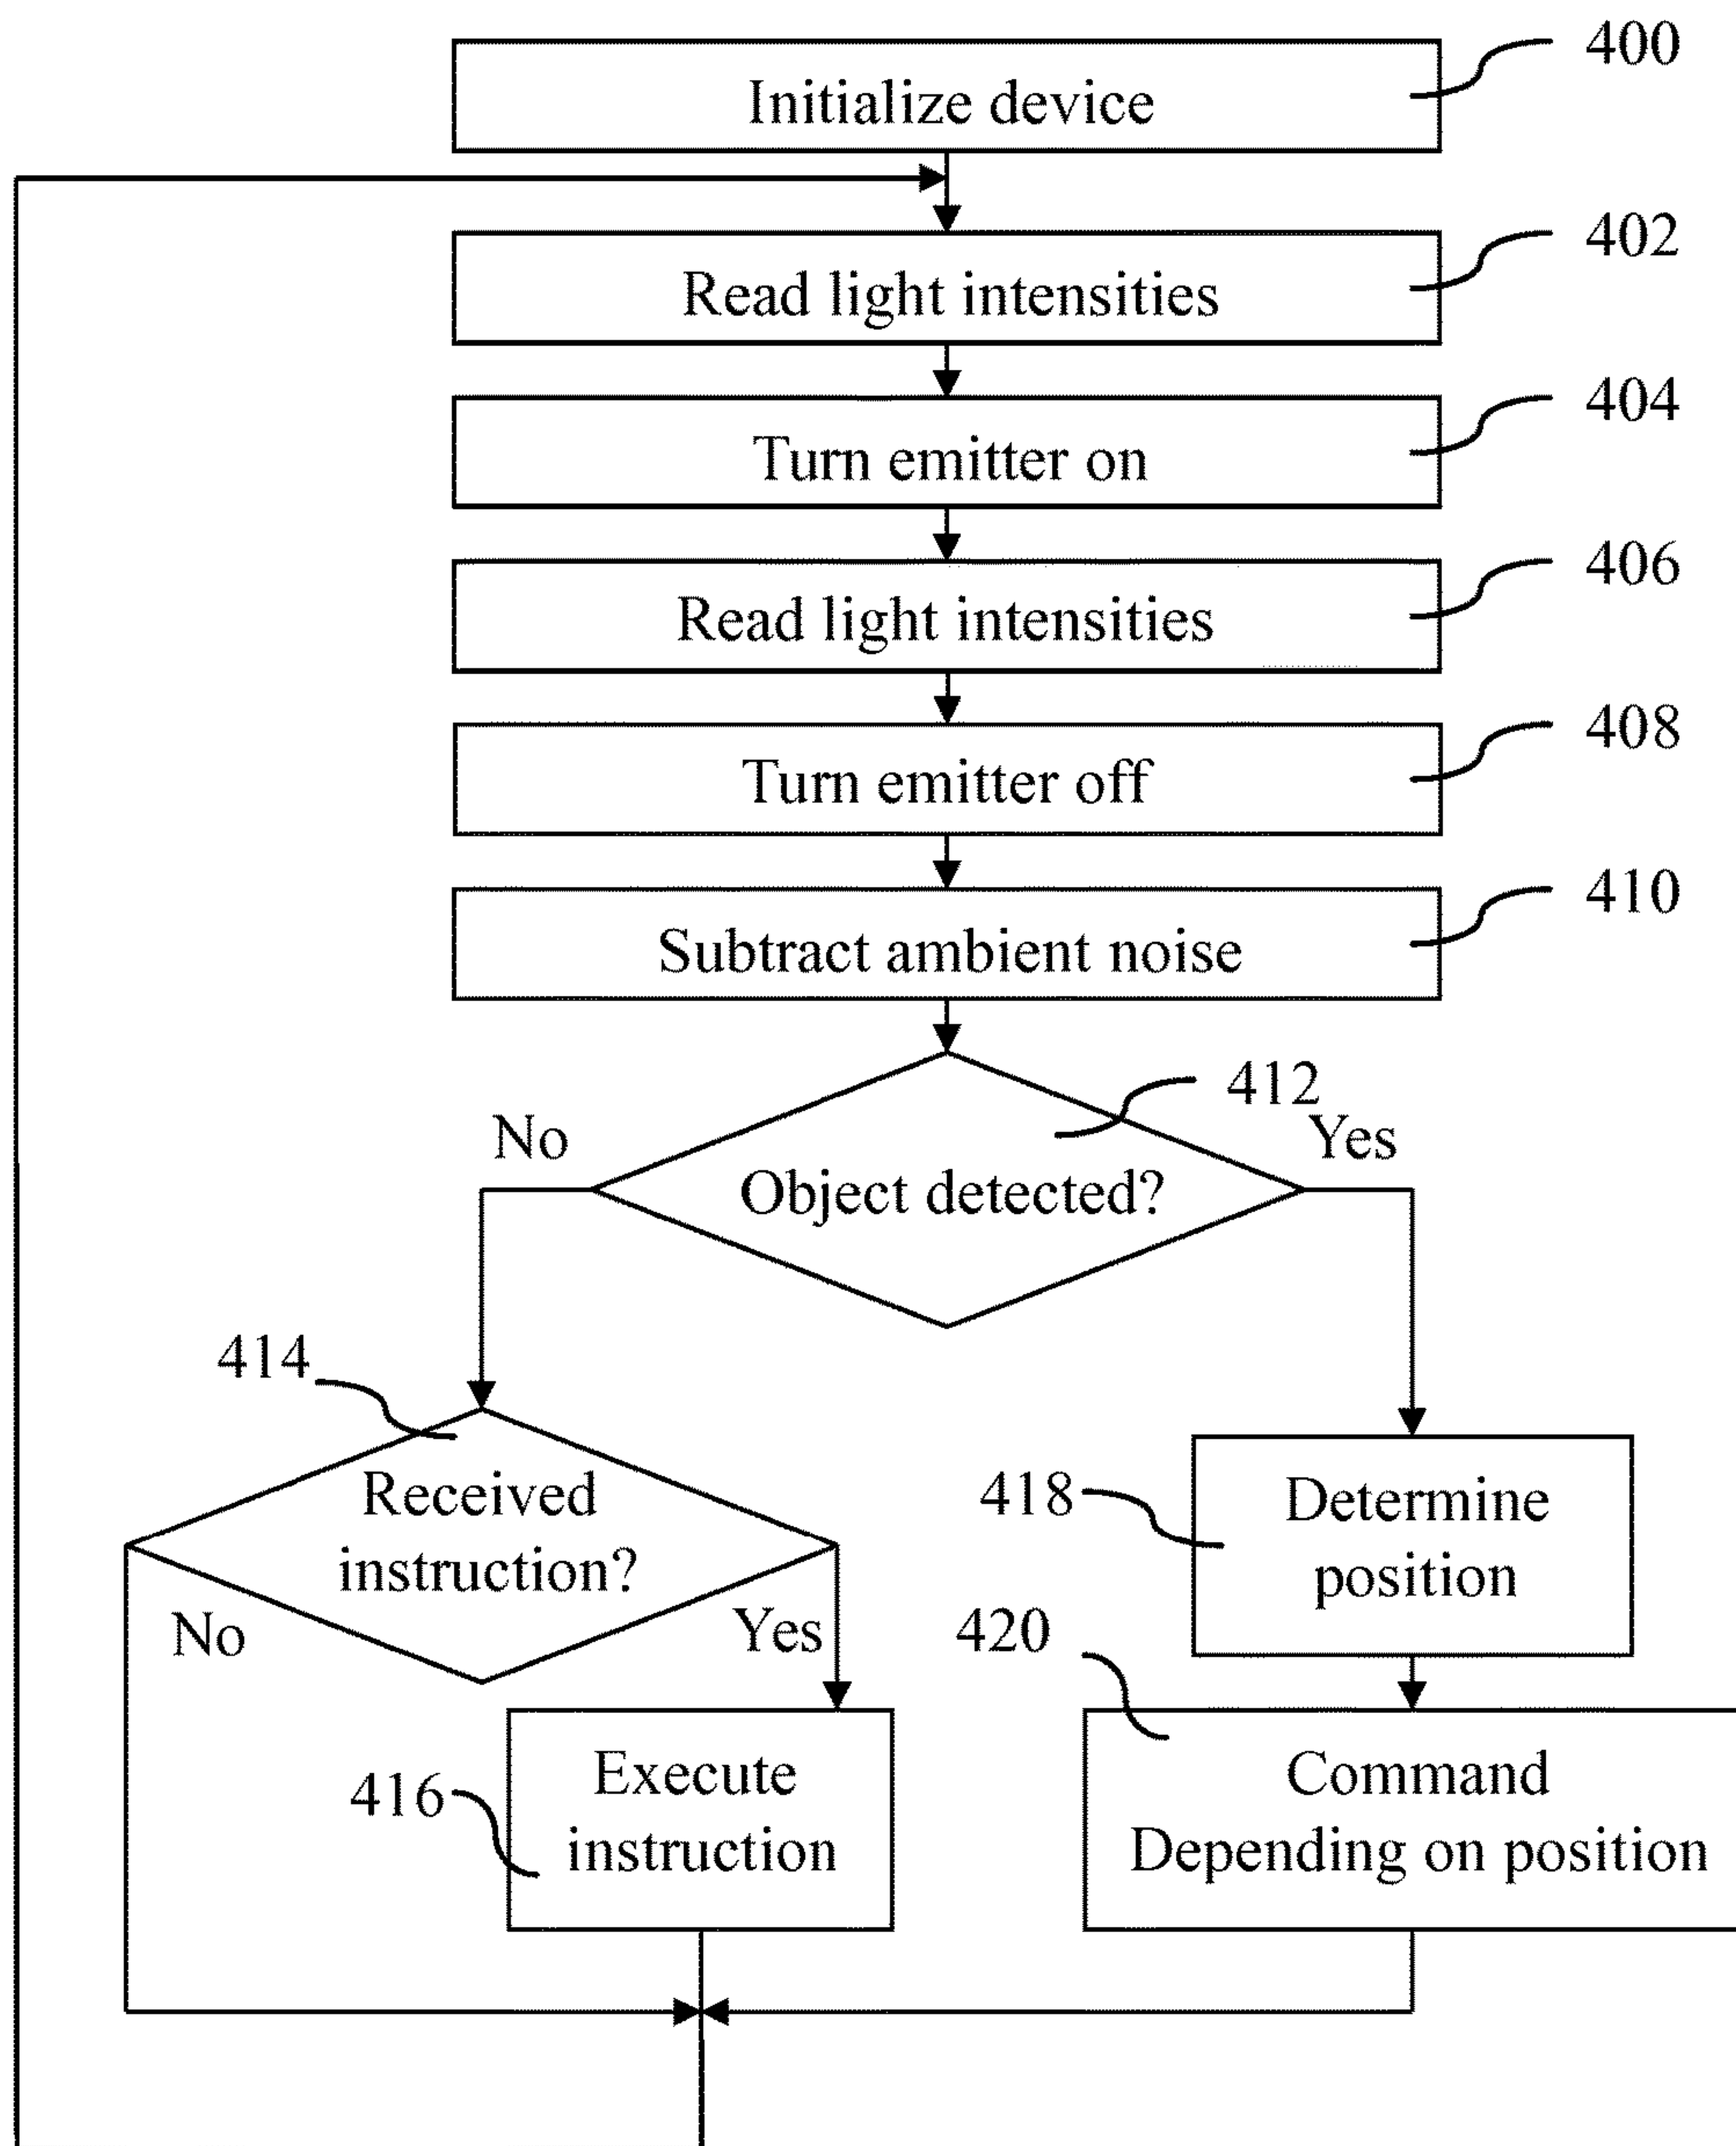 400
Initialize device
402
Read light intensities
404
Turn emitter on
406
Read light intensities
408
Turn emitter off
410
Subtract ambient noise
412
No
Yes
Object detected?
414
Received
instruction?
No
Yes
418
Determine
position
420
416
Execute
instruction
Command
Depending on position